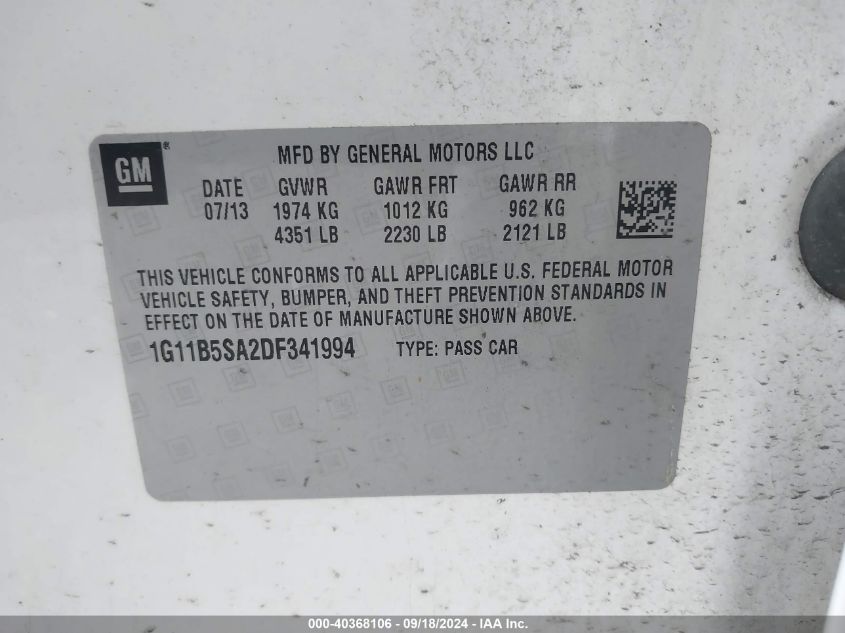 GM®
MFD BY GENERAL MOTORS LLC
DATE GVWR GAWR FRT GAWR RR
07/13 1974 KG 1012 KG 962 KG
4351 LB 2230 LB 2121 LB
THIS VEHICLE CONFORMS TO ALL APPLICABLE U.S. FEDERAL MOTOR
VEHICLE SAFETY, BUMPER, AND THEFT PREVENTION STANDARDS IN
EFFECT ON THE DATE OF MANUFACTURE SHOWN ABOVE.
1G11B5SA2DF341994 TYPE: PASS CAR
000-40368106 - 09/18/2024 - IAA Inc.